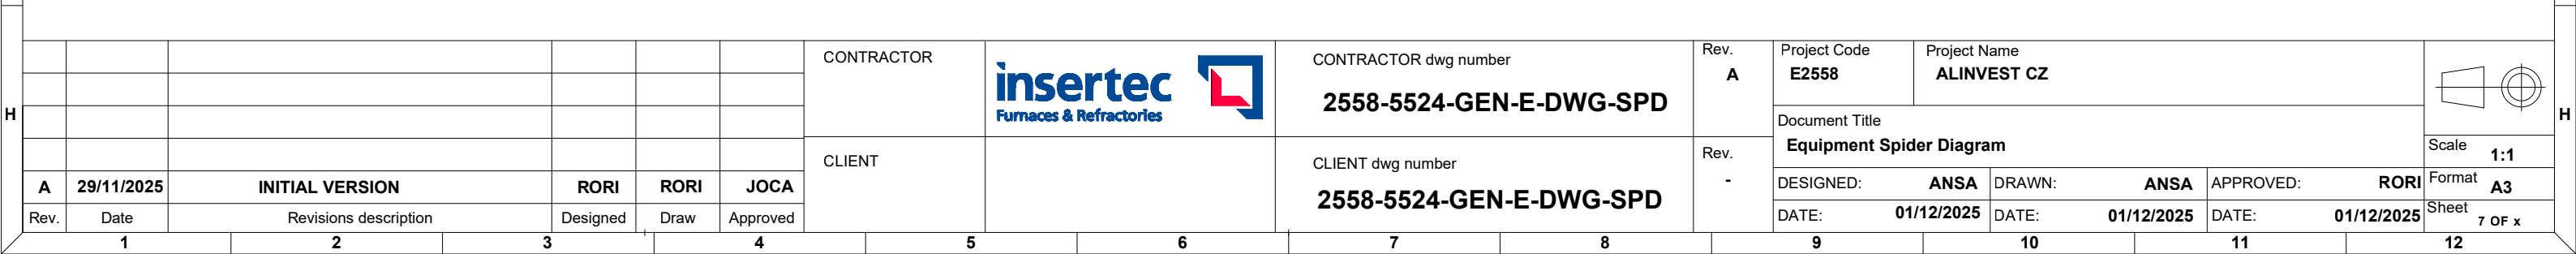 H
A 29/11/2025 INITIAL VERSION RORI RORI JOCA
Rev. Date Revisions description Designed Draw Approved
CONTRACTOR
insertec
Furnaces & Refractories
CLIENT
CONTRACTOR dwg number
2558-5524-GEN-E-DWG-SPD
CLIENT dwg number
2558-5524-GEN-E-DWG-SPD
Rev.
A
Rev.
-
Project Code
E2558
Project Name
ALINVEST CZ
Document Title
Equipment Spider Diagram
DESIGNED: ANSA DRAWN: ANSA APPROVED: RORI
DATE: 01/12/2025 DATE: 01/12/2025 DATE: 01/12/2025
Scale
1:1
Format
A3
Sheet
7 OF x
H
1 2 3 4 5 6 7 8 9 10 11 12